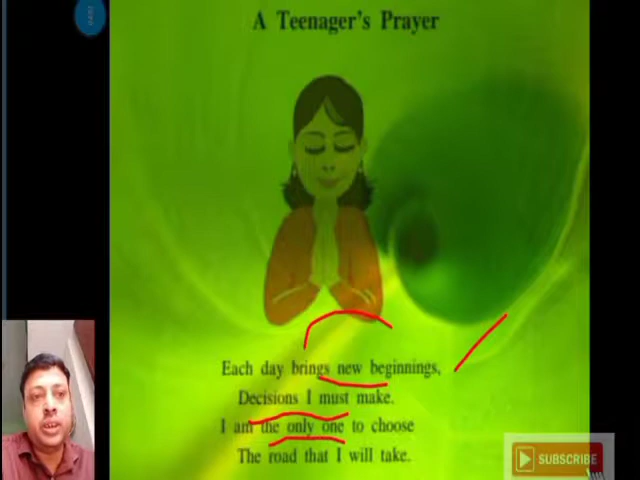 A Teenager's Prayer
Each day brings new beginnings,
Decisions I must make.
I am the only one to choose
The road that I will take.
SUBSCRIBE